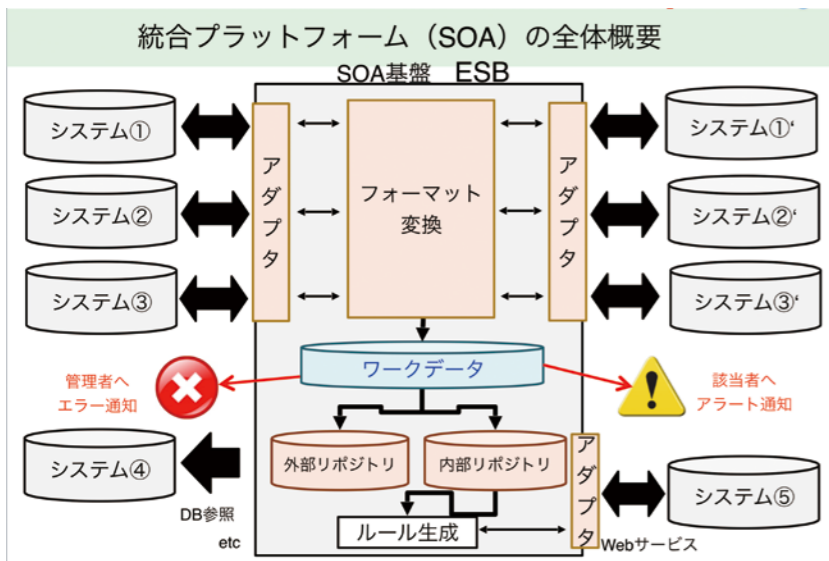 統合プラットフォーム（SOA）の全体概要
SOA基盤　ESB
システム①
システム②
システム③
アダプタ
フォーマット
変換
アダプタ
システム①‘
システム②‘
システム③‘
ワークデータ
管理者へ
エラー通知
該当者へ
アラート通知
システム④
DB参照
etc
外部リポジトリ
内部リポジトリ
ルール生成
アダプタ
システム⑤
Webサービス